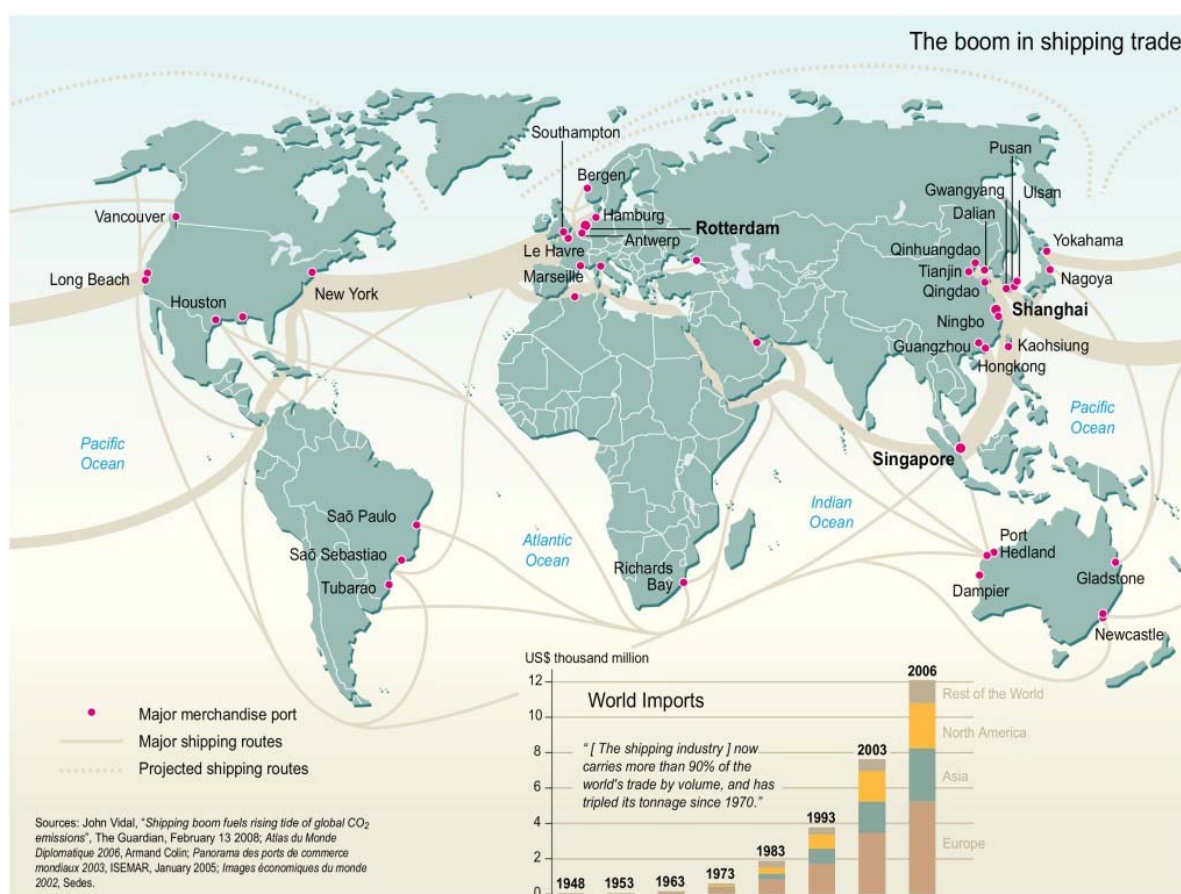 The boom in shipping trade
Southampton
Bergen
Pusan
Gwangyang
Ulsan
Dalian
Vancouver
Hamburg
Rotterdam
Antwerp
Le Havre
Marseille
Qinhuangdao
Yokahama
Tianjin
Nagoya
Long Beach
Houston
New York
Qingdao
Shanghai
Ningbo
Guangzhou
Kaohsiung
Hongkong
Pacific
Ocean
Pacific
Ocean
Singapore
Indian
Ocean
Saõ Paulo
Atlantic
Ocean
Saõ Sebastiao
Tubarao
Richards
Bay
Port
Hedland
Dampier
Gladstone
Newcastle
Major merchandise port
Major shipping routes
Projected shipping routes
US$ thousand million
World Imports
“ [ The shipping industry ] now
carries more than 90% of the
world's trade by volume, and has
tripled its tonnage since 1970.”
12
10
8
6
4
2
0
1948
1953
1963
1973
1983
1993
2003
2006
Rest of the World
North America
Asia
Europe
Sources: John Vidal, "Shipping boom fuels rising tide of global CO2
emissions", The Guardian, February 13 2008; Atlas du Monde
Diplomatique 2006, Armand Colin; Panorama des ports de commerce
mondiaux 2003, ISEMAR, January 2005; Images économiques du monde
2002, Sedes.